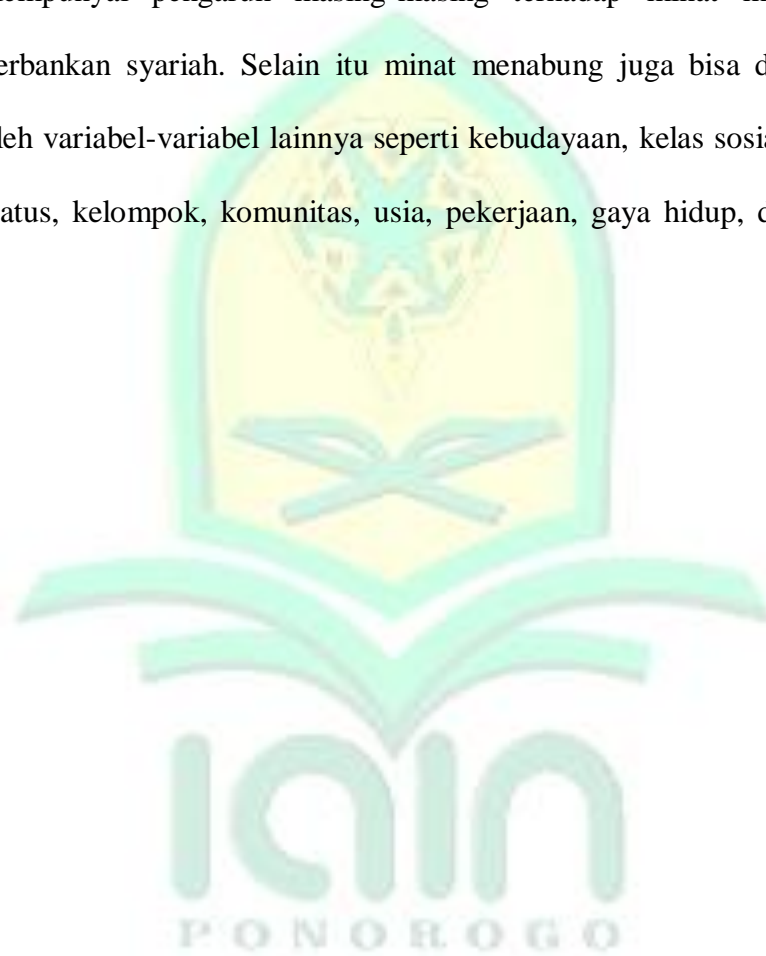 pengaruh masing-masing terhadap minat
erbankan syariah. Selain itu minat menabung juga bisa d
leh variabel-variabel lainnya seperti kebudayaan, kelas sosia
atus, kelompok, komunitas, usia, pekerjaan, gaya hidup, d
IAIN
PONOROGO